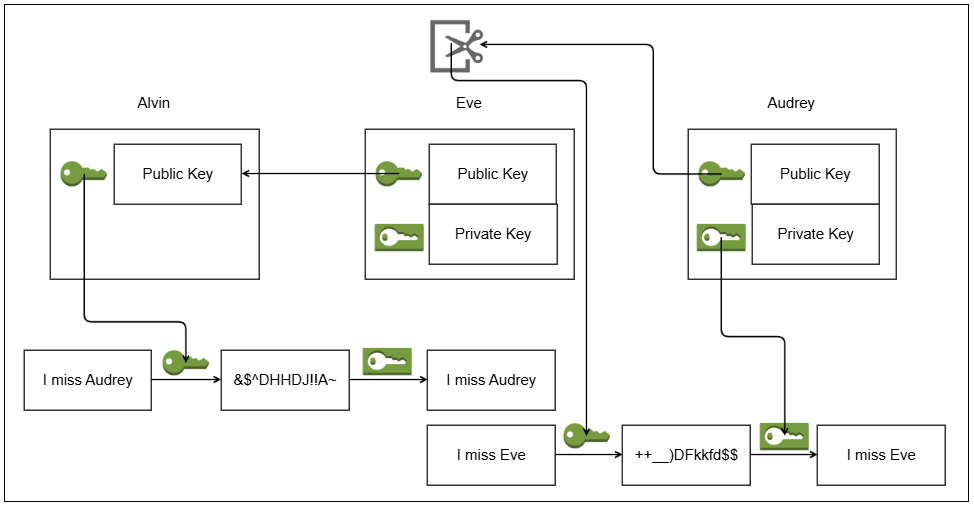 Alvin
Eve
Audrey
Public Key
Public Key
Public Key
Private Key
Private Key
I miss Audrey
&$^DHHDJ!!A~
I miss Audrey
I miss Eve
++__)DFkkfd$$
I miss Eve